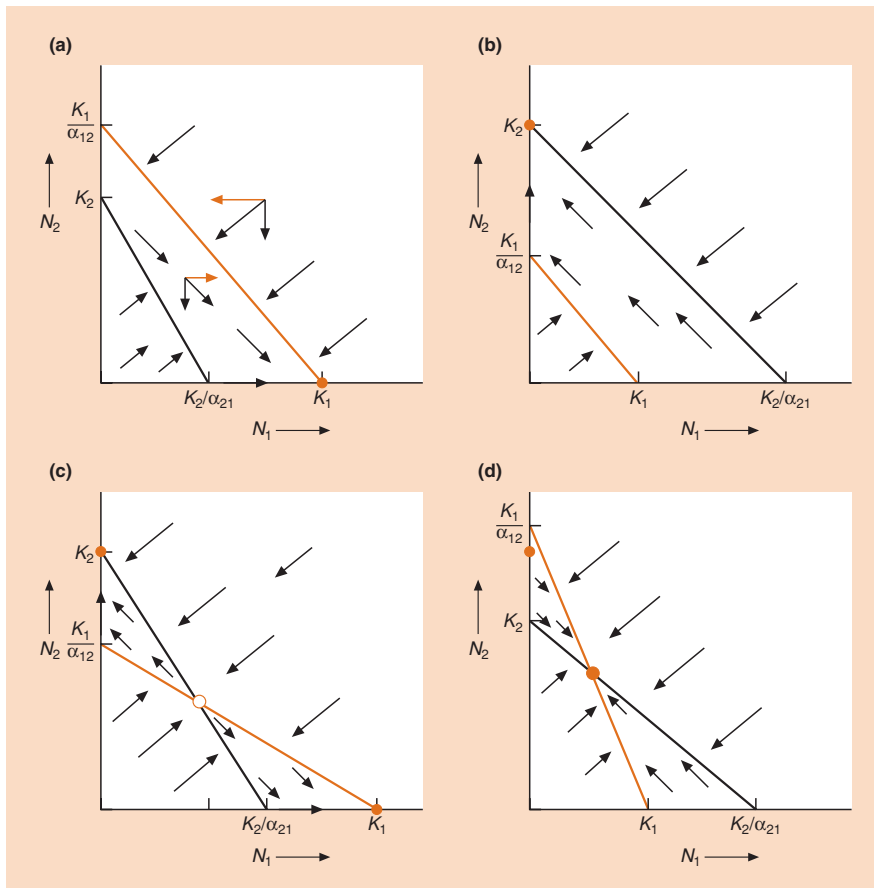 (a)
K₁
α₁₂
K₂
N₂
K₂/α₂₁
K₁
N₁
(b)
K₂
N₂
K₁
α₁₂
K₁
K₂/α₂₁
N₁
(c)
K₂
N₂
K₁
α₁₂
K₂/α₂₁
K₁
N₁
(d)
K₁
α₁₂
K₂
N₂
K₁
K₂/α₂₁
N₁